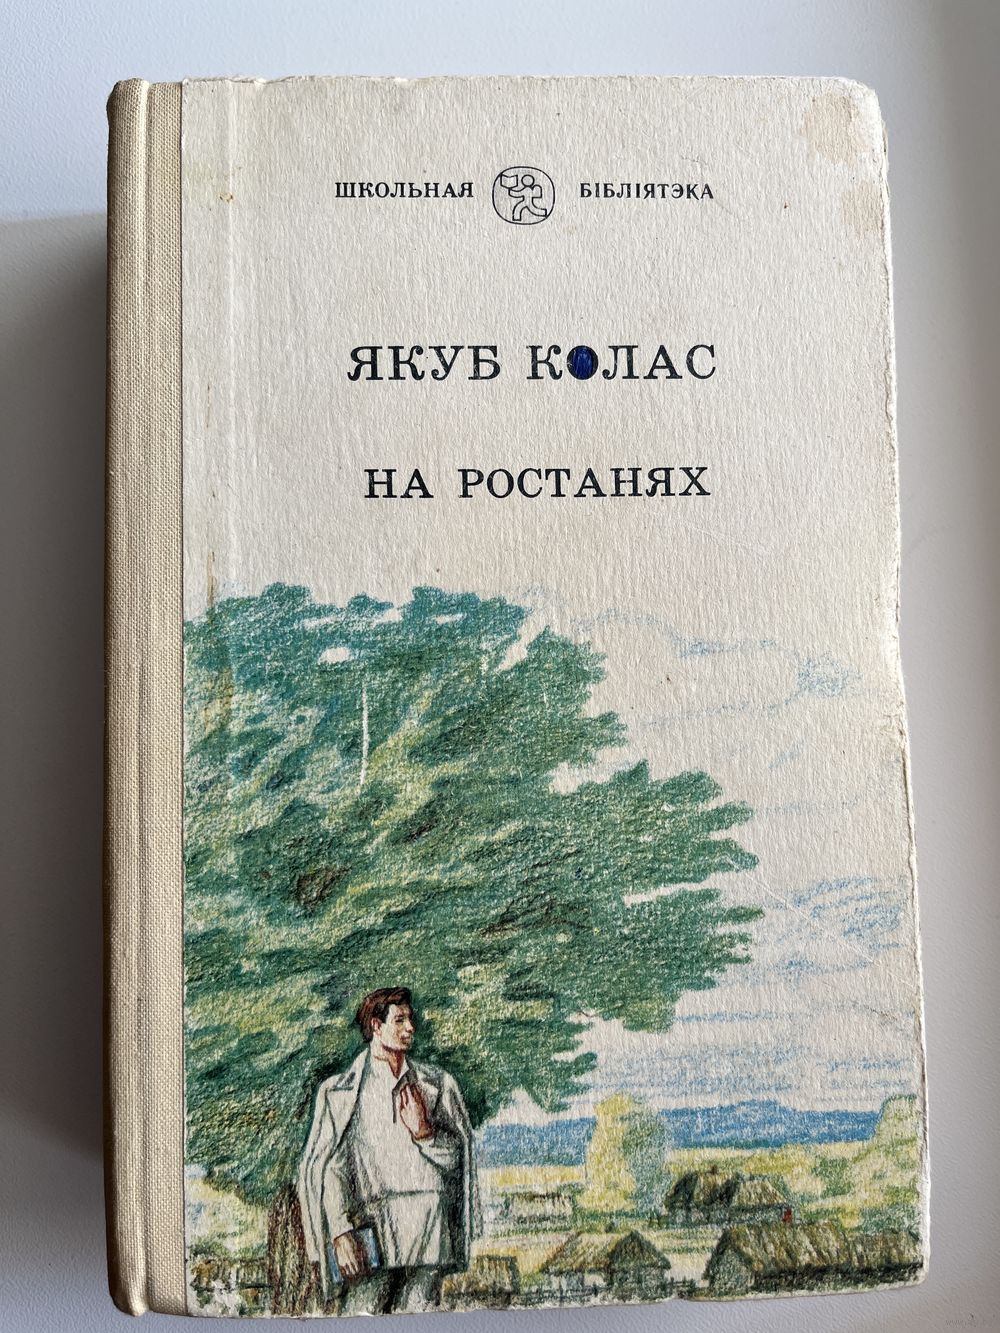 ШКОЛЬНАЯ БІБЛІЯТЭКА
ЯКУБ КОЛАС
НА РОСТАНЯХ